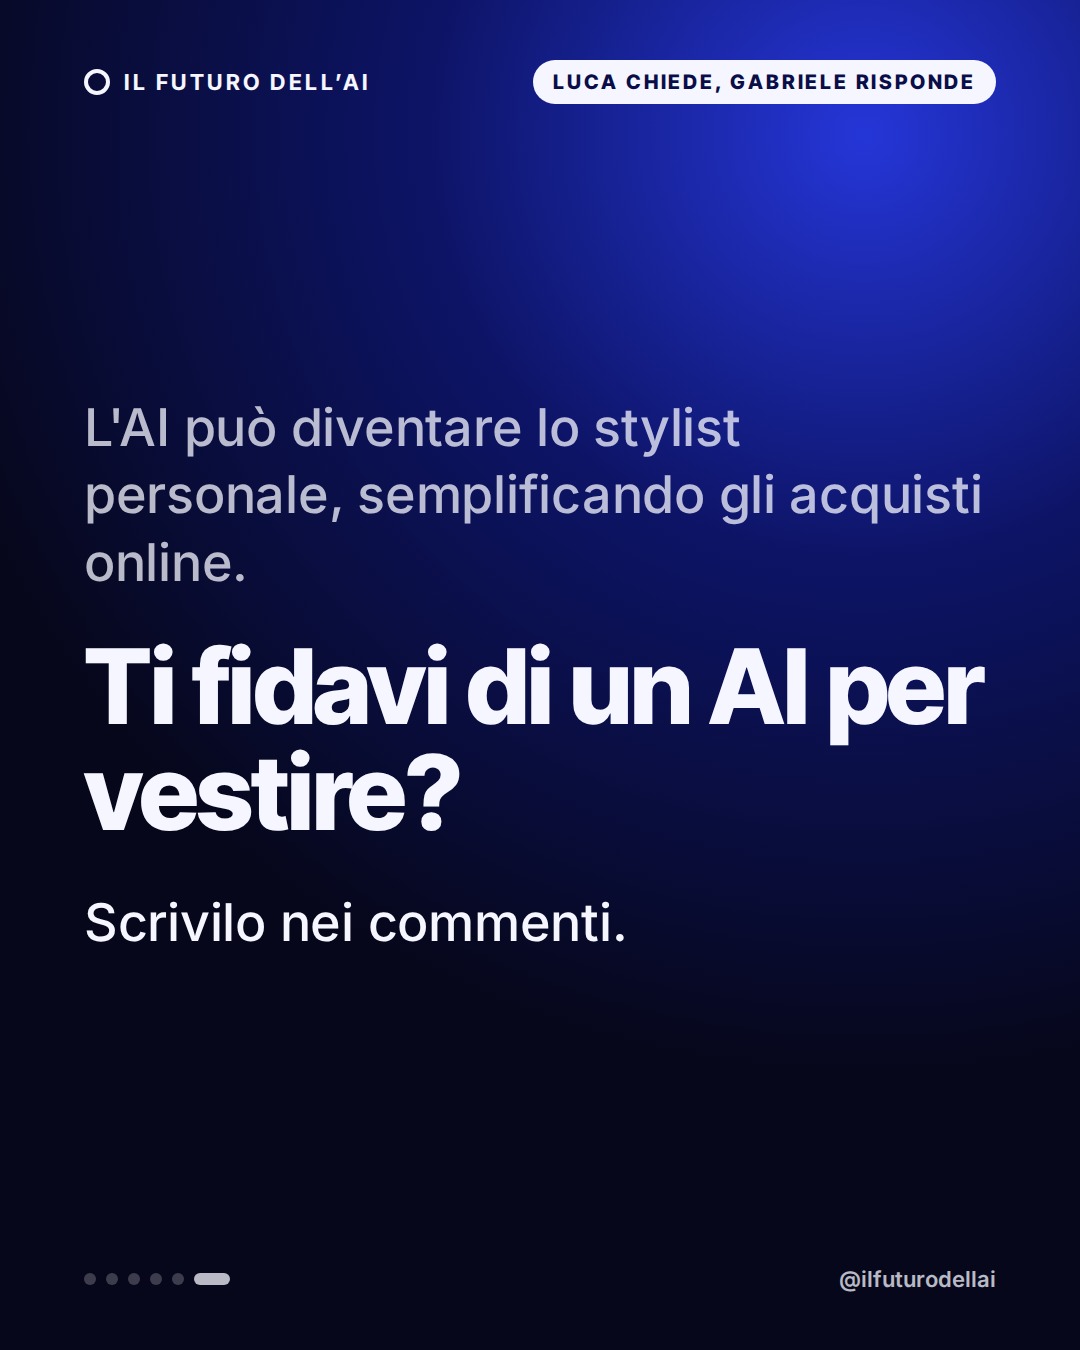 IL FUTURO DELL’AI
LUCA CHIEDE, GABRIELE RISPONDE
L'AI può diventare lo stylist
personale, semplificando gli acquisti
online.
Ti fidavi di un AI per
vestire?
Scrivilo nei commenti.
@ilfuturodellai